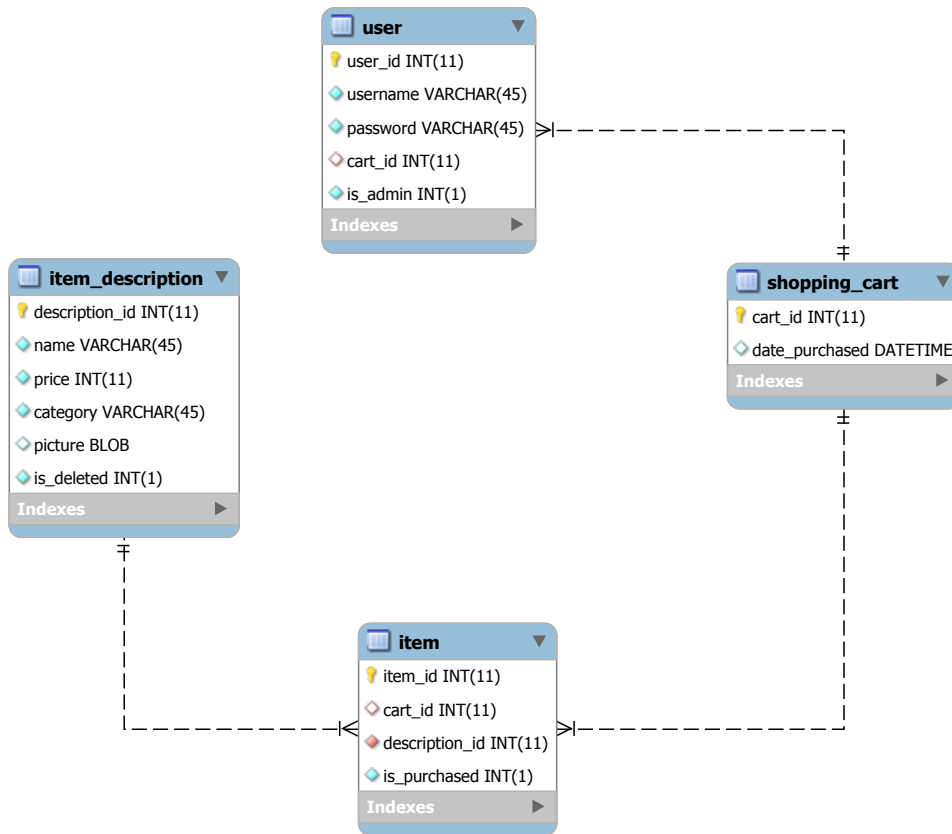 user
user_id INT(11)
username VARCHAR(45)
password VARCHAR(45)
cart_id INT(11)
is_admin INT(1)
Indexes
item_description
description_id INT(11)
name VARCHAR(45)
price INT(11)
category VARCHAR(45)
picture BLOB
is_deleted INT(1)
Indexes
shopping_cart
cart_id INT(11)
date_purchased DATETIME
Indexes
item
item_id INT(11)
cart_id INT(11)
description_id INT(11)
is_purchased INT(1)
Indexes